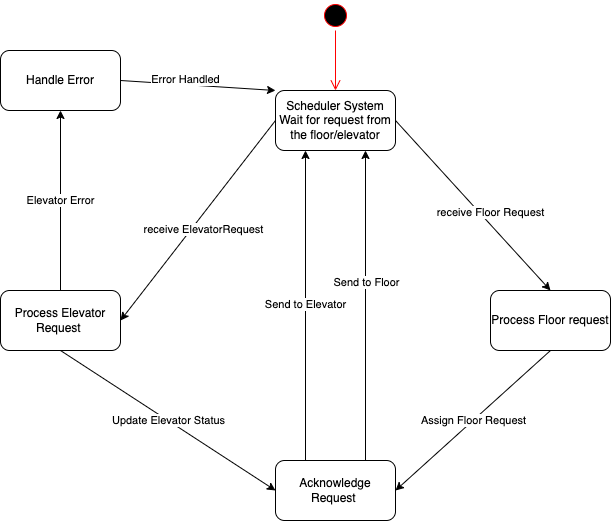 Handle Error
Error Handled
Scheduler System
Wait for request from
the floor/elevator
Elevator Error
receive ElevatorRequest
receive Floor Request
Send to Floor
Send to Elevator
Process Elevator
Request
Process Floor request
Update Elevator Status
Assign Floor Request
Acknowledge
Request